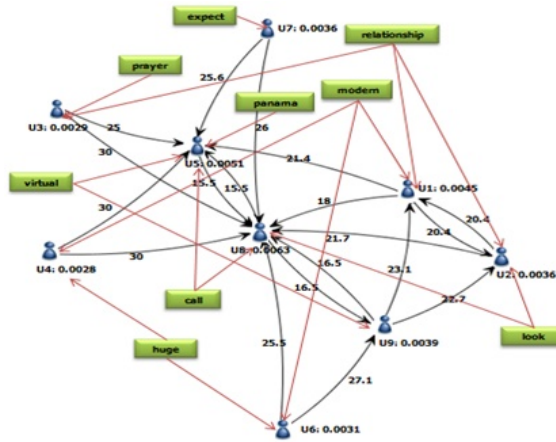 expect
U7: 0.0036
relationship
prayer
25.6
modern
panama
U3: 0.0029
25
26
30
U5: 0.0051
21.4
virtual
15.5
15.5
U1: 0.0045
30
18
20.4
U8: 0.0063
21.7
20.4
U4: 0.0028
30
16.5
23.1
U2: 0.0036
call
16.5
22.7
huge
25.5
U9: 0.0039
look
27.1
U6: 0.0031